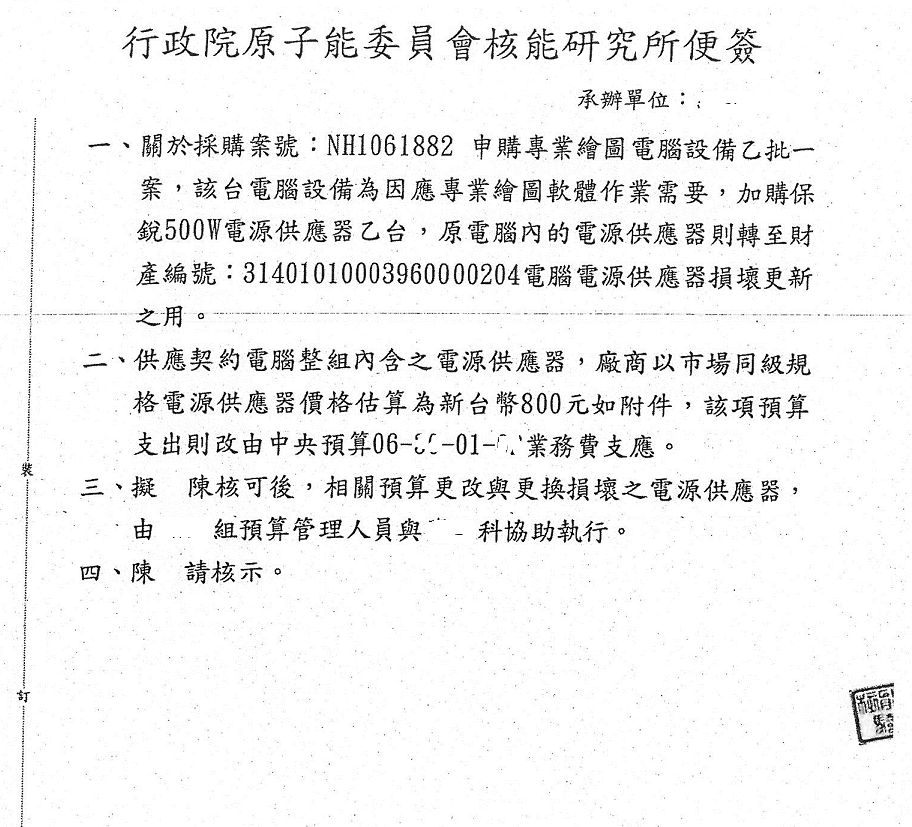 行政院原子能委員會核能研究所便簽
承辦單位：
一、關於採購案號：NH1061882 申購專業繪圖電腦設備乙批一
案，該台電腦設備為因應專業繪圖軟體作業需要，加購保
銳500W電源供應器乙台，原電腦內的電源供應器則轉至財
產編號：31401010003960000204電腦電源供應器損壞更新
之用。
二、供應契約電腦整組內含之電源供應器，廠商以市場同級規
格電源供應器價格估算為新台幣800元如附件，該項預算
支出則改由中央預算06- -01- 業務費支應。
三、擬 陳核可後，相關預算更改與更換損壞之電源供應器，
由 組預算管理人員與 科協助執行。
四、陳 請核示。
裝
訂